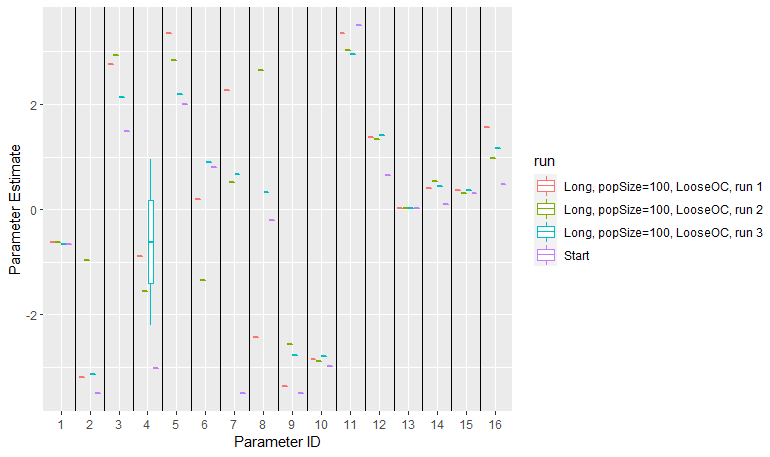 2
0
-2
Parameter Estimate
1 2 3 4 5 6 7 8 9 10 11 12 13 14 15 16
Parameter ID
run
Long, popSize=100, LooseOC, run 1
Long, popSize=100, LooseOC, run 2
Long, popSize=100, LooseOC, run 3
Start